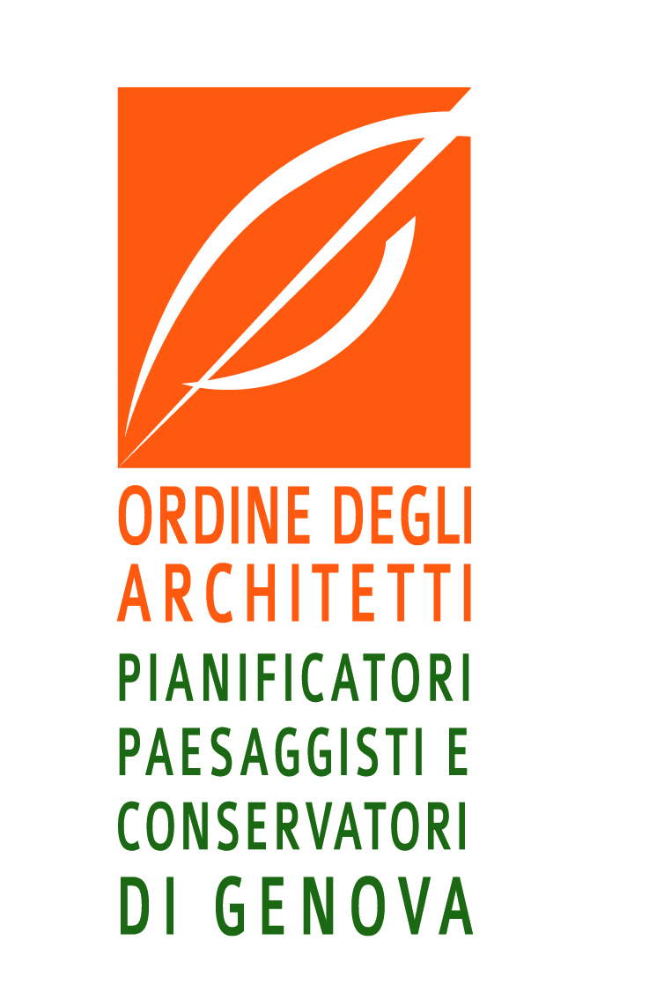 ORDINE DEGLI
ARCHITETTI
PIANIFICATORI
PAESAGGISTI E
CONSERVATORI
DI GENOVA